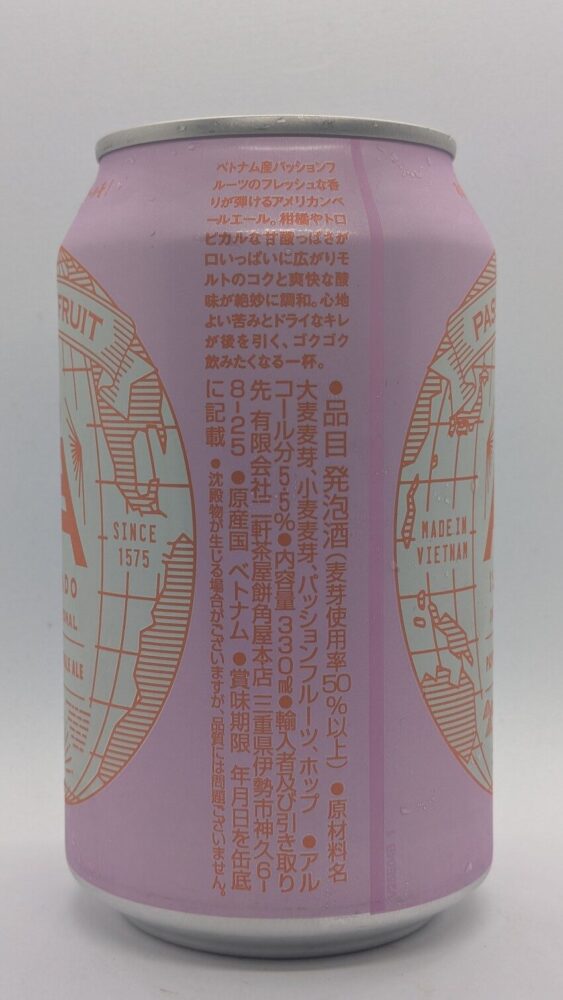 ベトナム産パッションフ
ルーツのフレッシュな香
りが弾けるアメリカンペ
ールエール。柑橘やトロ
ピカルな甘酸っぱさが
口いっぱいに広がりモ
ルトのコクと爽快な酸
味が絶妙に調和。心地
よい苦みとドライなキレ
が後を引く、ゴクゴク
飲みたくなる一杯。
●品目 発泡酒(麦芽使用率50%以上) ●原材料名
大麦麦芽、小麦麦芽、パッションフルーツ、ホップ ●アル
コール分5.5%●内容量 330㎖●輸入者及び引き取り
先 有限会社二軒茶屋餅角屋本店 三重県伊勢市神久6-
8-25 ●原産国 ベトナム ●賞味期限 年月日を缶底
に記載 ●沈殿物が生じる場合がございますが、品質には問題ございません。
FRUIT
SINCE
1575
ALE
PAS
MADE IN
VIETNAM